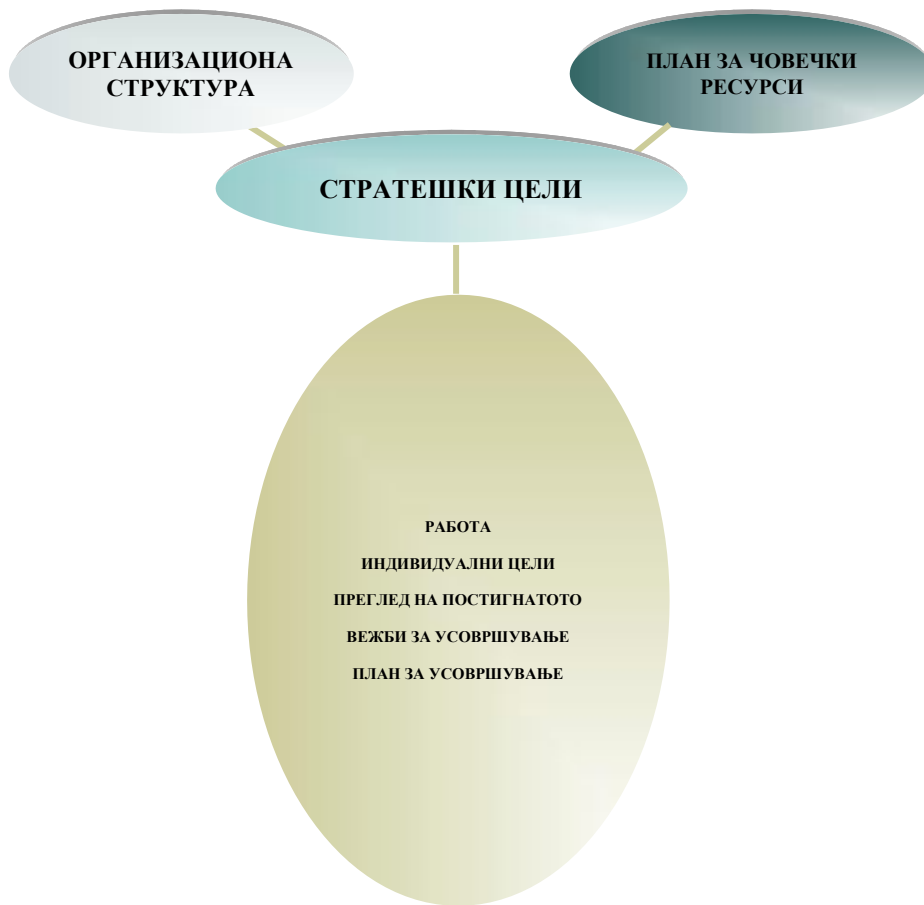 ОРГАНИЗАЦИОНА
СТРУКТУРА
ПЛАН ЗА ЧОВЕЧКИ
РЕСУРСИ
СТРАТЕШКИ ЦЕЛИ
РАБОТА
ИНДИВИДУАЛНИ ЦЕЛИ
ПРЕГЛЕД НА ПОСТИГНАТОТО
ВЕЖБИ ЗА УСОВРШУВАЊЕ
ПЛАН ЗА УСОВРШУВАЊЕ